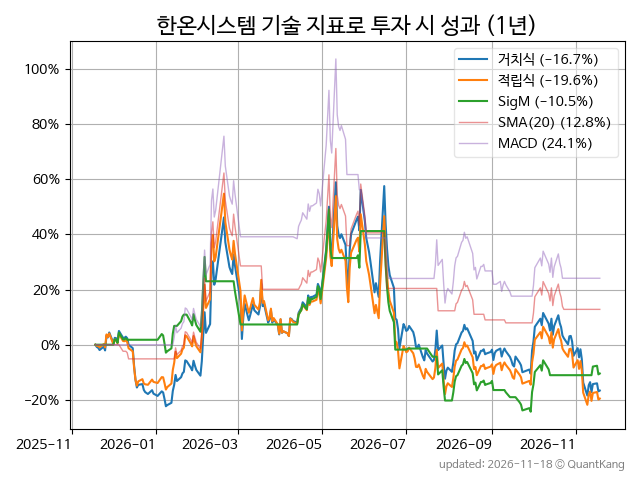 한온시스템 기술 지표로 투자 시 성과 (1년)
거치식 (−16.7%)
적립식 (−19.6%)
SigM (−10.5%)
SMA(20) (12.8%)
MACD (24.1%)
100%
80%
60%
40%
20%
0%
−20%
2025-11 2026-01 2026-03 2026-05 2026-07 2026-09 2026-11
updated: 2026-11-18 © QuantKang